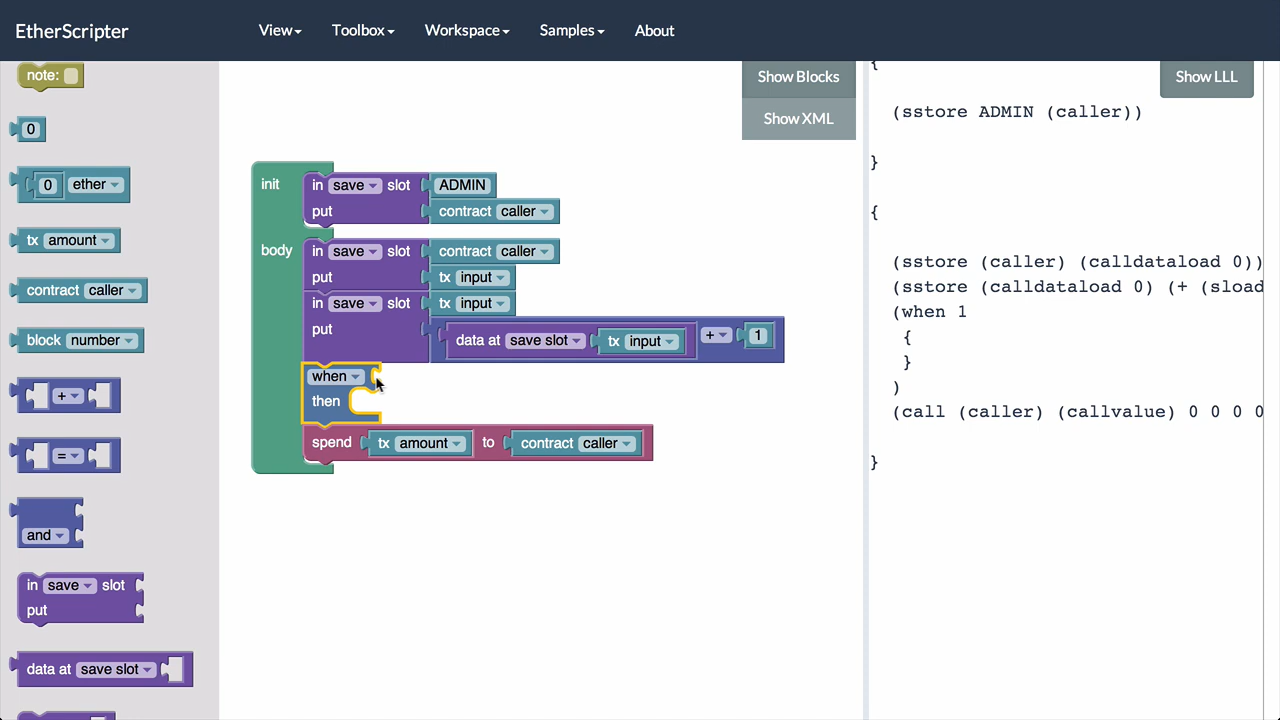 EtherScripter View Toolbox Workspace Samples About
note:
0
0 ether
tx amount
contract caller
block number
+
=
and
in save slot
put
data at save slot
Show Blocks
Show XML
init in save slot ADMIN
put contract caller
body in save slot contract caller
put tx input
in save slot tx input
put data at save slot tx input + 1
when
then
spend tx amount to contract caller
Show LLL
{
(sstore ADMIN (caller))
}
{
(sstore (caller) (calldataload 0))
(sstore (calldataload 0) (+ (sload
(when 1
{
}
)
(call (caller) (callvalue) 0 0 0 0
}